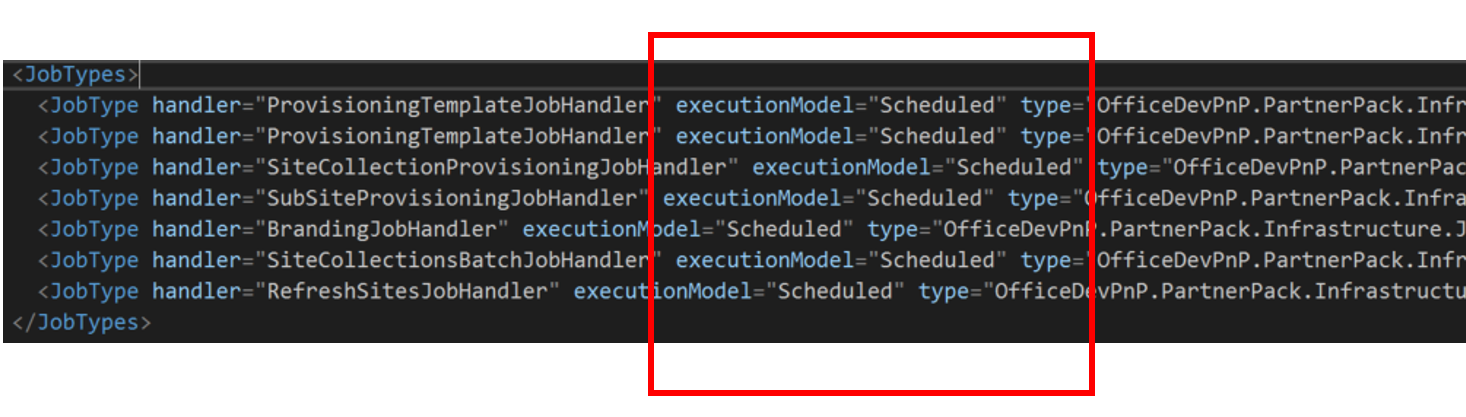 <JobTypes>
<JobType handler="ProvisioningTemplateJobHandler" executionModel="Scheduled" type="OfficeDevPnP.PartnerPack.Infr
<JobType handler="ProvisioningTemplateJobHandler" executionModel="Scheduled" type="OfficeDevPnP.PartnerPack.Infr
<JobType handler="SiteCollectionProvisioningJobHandler" executionModel="Scheduled" type="OfficeDevPnP.PartnerPac
<JobType handler="SubSiteProvisioningJobHandler" executionModel="Scheduled" type="OfficeDevPnP.PartnerPack.Infra
<JobType handler="BrandingJobHandler" executionModel="Scheduled" type="OfficeDevPnP.PartnerPack.Infrastructure.J
<JobType handler="SiteCollectionsBatchJobHandler" executionModel="Scheduled" type="OfficeDevPnP.PartnerPack.Infr
<JobType handler="RefreshSitesJobHandler" executionModel="Scheduled" type="OfficeDevPnP.PartnerPack.Infrastructu
</JobTypes>